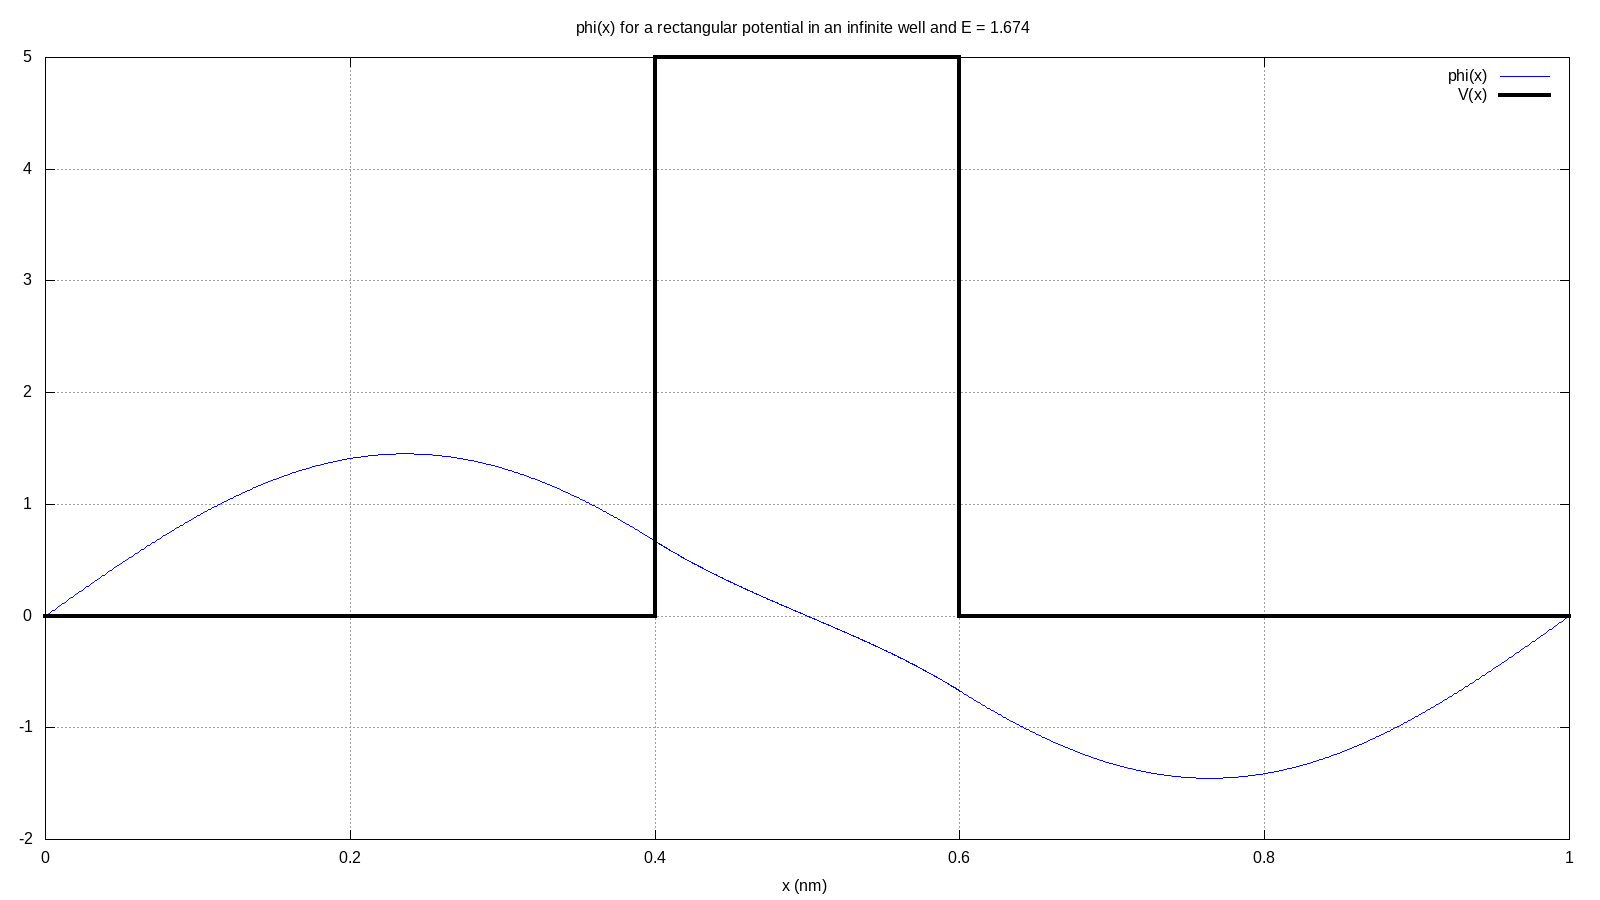 phi(x) for a rectangular potential in an infinite well and E = 1.674
phi(x)
V(x)
5
4
3
2
1
0
-1
-2
0 0.2 0.4 0.6 0.8 1
x (nm)